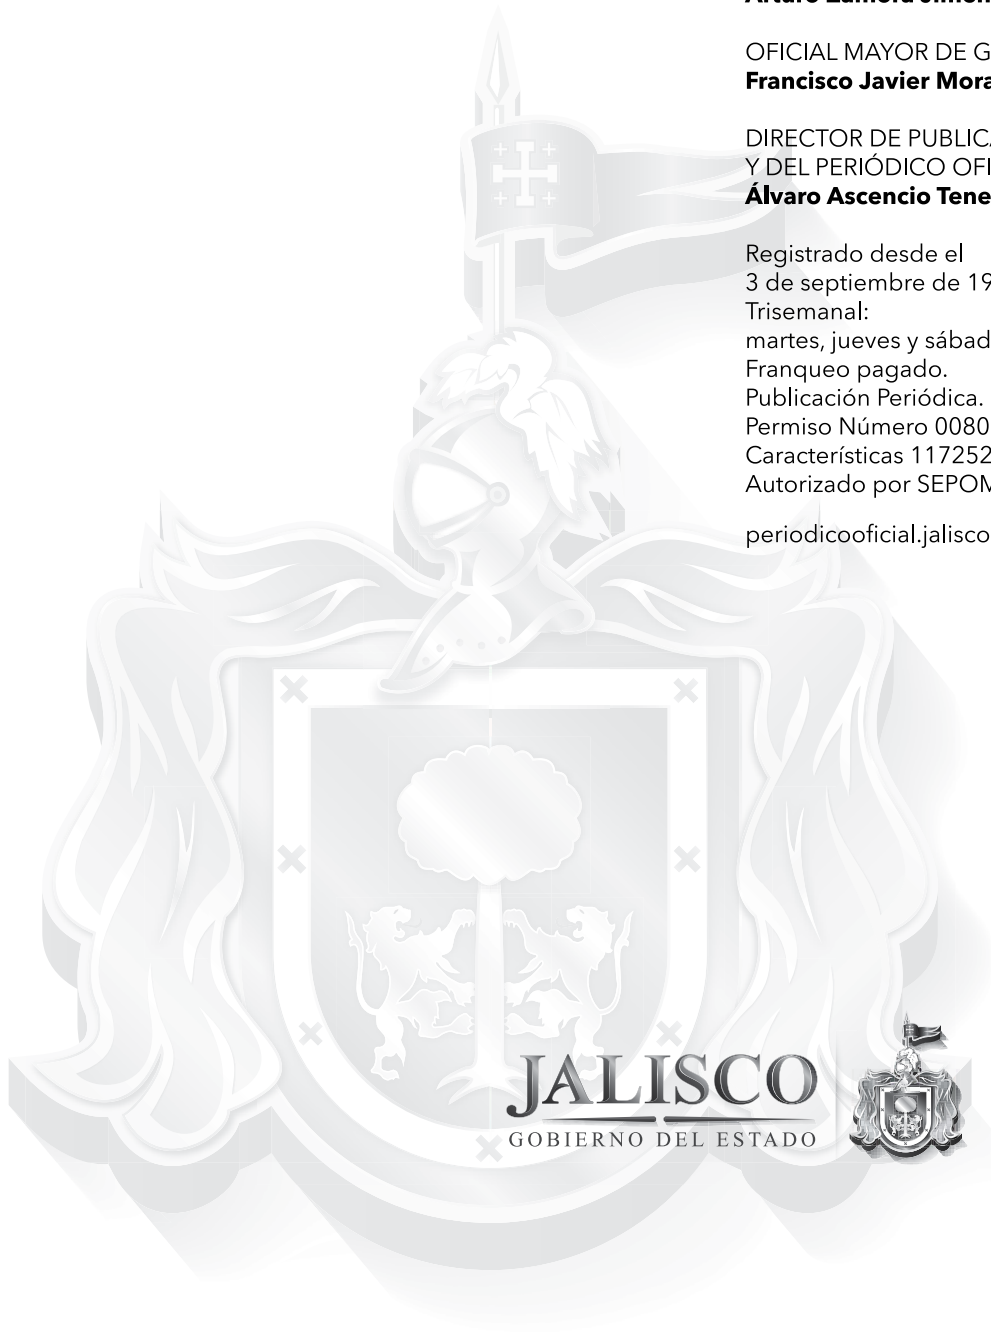 OFICIAL MAYOR DE G
Francisco Javier Mora
DIRECTOR DE PUBLICA
Y DEL PERIÓDICO OFI
Álvaro Ascencio Tene
Registrado desde el
3 de septiembre de 19
Trisemanal:
martes, jueves y sábad
Franqueo pagado.
Publicación Periódica.
Permiso Número 0080
Características 117252
Autorizado por SEPOM
periodicooficial.jalisco
JALISCO
GOBIERNO DEL ESTADO